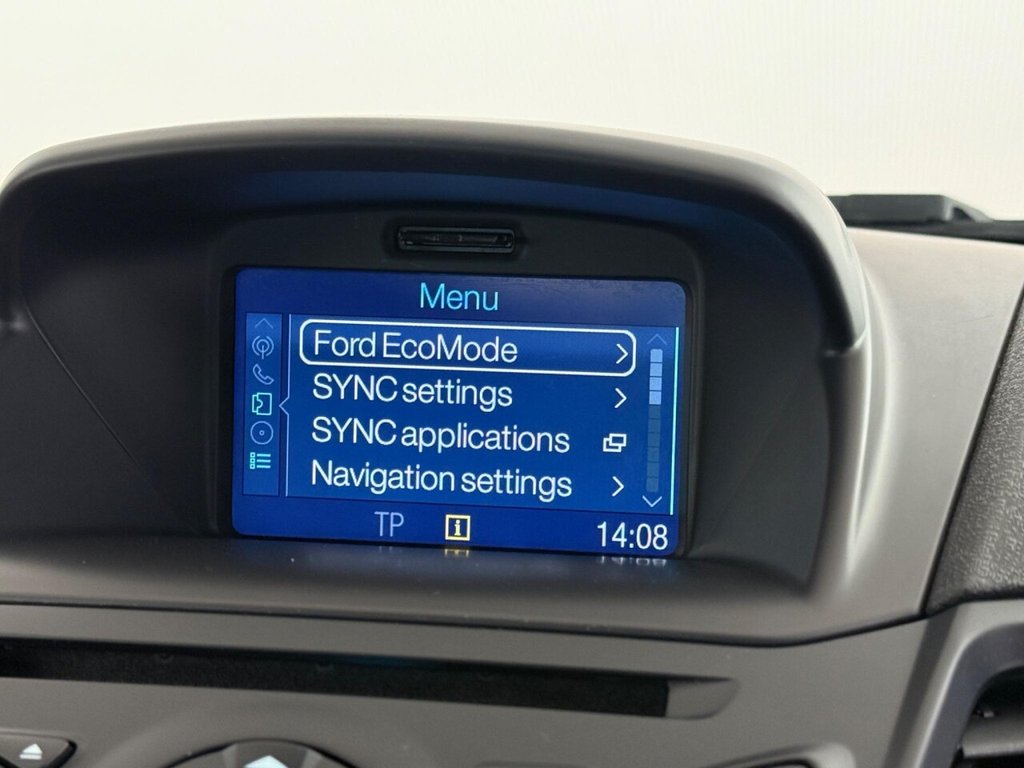 Menu
Ford EcoMode
SYNC settings
SYNC applications
Navigation settings
TP i 14:08